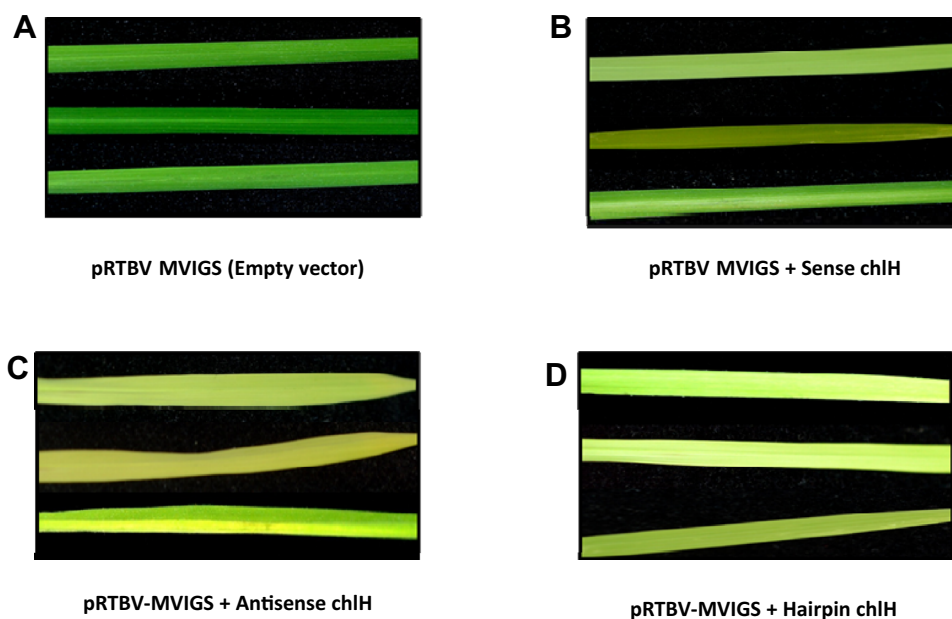 A
B
pRTBV MVIGS (Empty vector)
pRTBV MVIGS + Sense chlH
C
D
pRTBV-MVIGS + Antisense chlH
pRTBV-MVIGS + Hairpin chlH